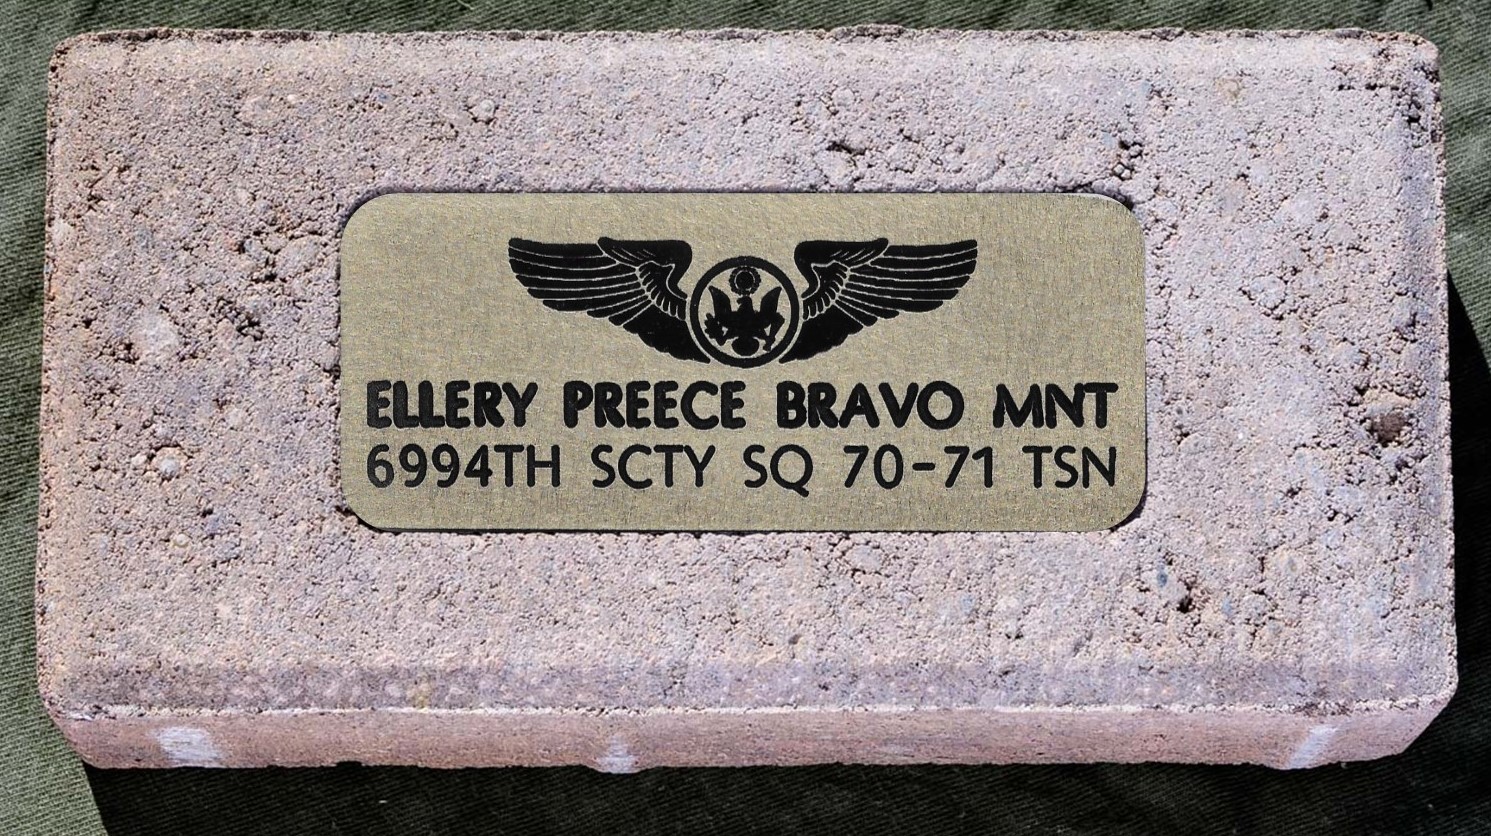 ELLERY PREECE BRAVO MNT
6994TH SCTY SQ 70-71 TSN